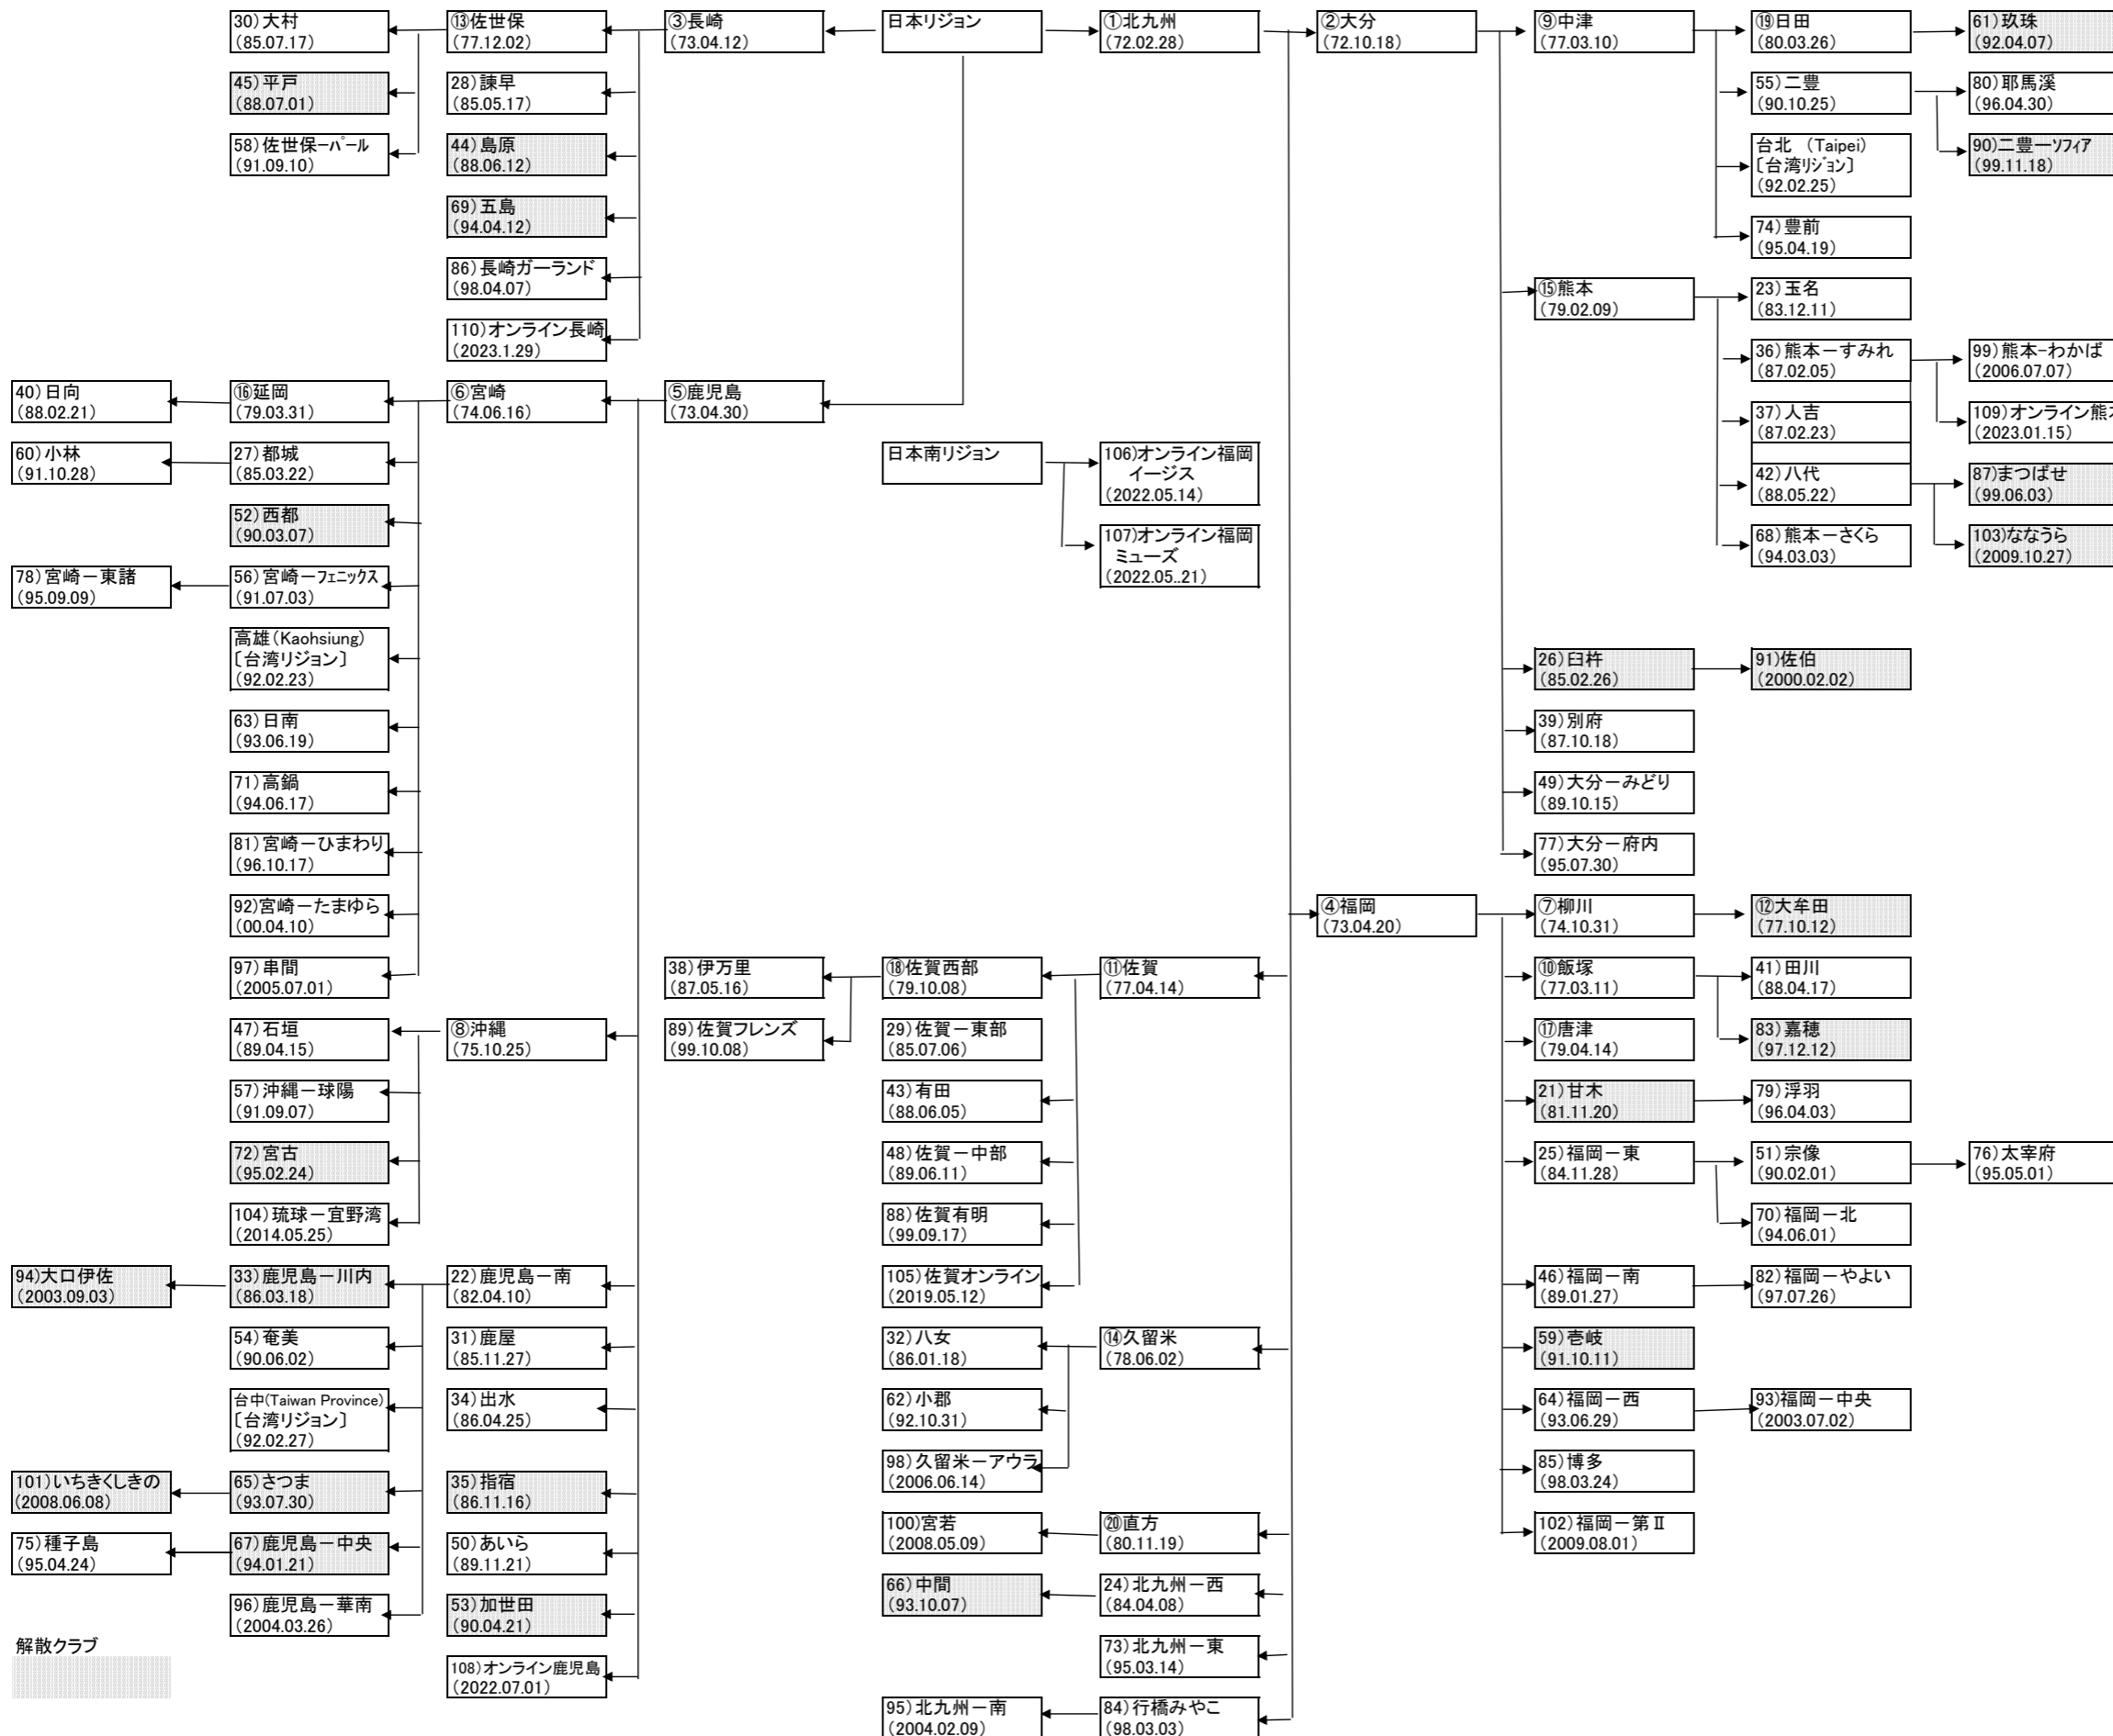 30)大村
(85.07.17)
⑬佐世保
(77.12.02)
③長崎
(73.04.12)
日本リジョン
①北九州
(72.02.28)
②大分
(72.10.18)
⑨中津
(77.03.10)
⑲日田
(80.03.26)
61)玖珠
(92.04.07)
45)平戸
(88.07.01)
28)諫早
(85.05.17)
55)二豊
(90.10.25)
80)耶馬溪
(96.04.30)
58)佐世保ーパール
(91.09.10)
44)島原
(88.06.12)
台北 (Taipei)
〔台湾リジョン〕
(92.02.25)
90)二豊ーソフィア
(99.11.18)
69)五島
(94.04.12)
74)豊前
(95.04.19)
86)長崎ガーランド
(98.04.07)
⑮熊本
(79.02.09)
23)玉名
(83.12.11)
110)オンライン長崎
(2023.1.29)
36)熊本ーすみれ
(87.02.05)
99)熊本-わかば
(2006.07.07)
40)日向
(88.02.21)
⑯延岡
(79.03.31)
⑥宮崎
(74.06.16)
⑤鹿児島
(73.04.30)
37)人吉
(87.02.23)
109)オンライン熊
(2023.01.15)
60)小林
(91.10.28)
27)都城
(85.03.22)
日本南リジョン
106)オンライン福岡
イージス
(2022.05.14)
42)八代
(88.05.22)
87)まつばせ
(99.06.03)
52)西都
(90.03.07)
107)オンライン福岡
ミューズ
(2022.05..21)
68)熊本ーさくら
(94.03.03)
103)ななうら
(2009.10.27)
78)宮崎ー東諸
(95.09.09)
56)宮崎ーフェニックス
(91.07.03)
高雄(Kaohsiung)
〔台湾リジョン〕
(92.02.23)
26)臼杵
(85.02.26)
91)佐伯
(2000.02.02)
63)日南
(93.06.19)
39)別府
(87.10.18)
71)高鍋
(94.06.17)
49)大分ーみどり
(89.10.15)
81)宮崎ーひまわり
(96.10.17)
77)大分ー府内
(95.07.30)
92)宮崎ーたまゆら
(00.04.10)
④福岡
(73.04.20)
⑦柳川
(74.10.31)
⑫大牟田
(77.10.12)
97)串間
(2005.07.01)
38)伊万里
(87.05.16)
⑱佐賀西部
(79.10.08)
⑪佐賀
(77.04.14)
⑩飯塚
(77.03.11)
41)田川
(88.04.17)
47)石垣
(89.04.15)
⑧沖縄
(75.10.25)
89)佐賀フレンズ
(99.10.08)
29)佐賀ー東部
(85.07.06)
⑰唐津
(79.04.14)
83)嘉穂
(97.12.12)
57)沖縄ー球陽
(91.09.07)
43)有田
(88.06.05)
21)甘木
(81.11.20)
79)浮羽
(96.04.03)
72)宮古
(95.02.24)
48)佐賀ー中部
(89.06.11)
25)福岡ー東
(84.11.28)
51)宗像
(90.02.01)
76)太宰府
(95.05.01)
104)琉球ー宜野湾
(2014.05.25)
88)佐賀有明
(99.09.17)
70)福岡ー北
(94.06.01)
94)大口伊佐
(2003.09.03)
33)鹿児島ー川内
(86.03.18)
22)鹿児島ー南
(82.04.10)
105)佐賀オンライン
(2019.05.12)
46)福岡ー南
(89.01.27)
82)福岡ーやよい
(97.07.26)
54)奄美
(90.06.02)
31)鹿屋
(85.11.27)
32)八女
(86.01.18)
⑭久留米
(78.06.02)
59)壱岐
(91.10.11)
台中(Taiwan Province)
〔台湾リジョン〕
(92.02.27)
34)出水
(86.04.25)
62)小郡
(92.10.31)
64)福岡ー西
(93.06.29)
93)福岡ー中央
(2003.07.02)
101)いちきくしきの
(2008.06.08)
65)さつま
(93.07.30)
35)指宿
(86.11.16)
98)久留米ーアウラ
(2006.06.14)
85)博多
(98.03.24)
75)種子島
(95.04.24)
67)鹿児島ー中央
(94.01.21)
50)あいら
(89.11.21)
100)宮若
(2008.05.09)
⑳直方
(80.11.19)
102)福岡ー第Ⅱ
(2009.08.01)
96)鹿児島ー華南
(2004.03.26)
53)加世田
(90.04.21)
66)中間
(93.10.07)
24)北九州ー西
(84.04.08)
解散クラブ
108)オンライン鹿児島
(2022.07.01)
73)北九州ー東
(95.03.14)
95)北九州ー南
(2004.02.09)
84)行橋みやこ
(98.03.03)